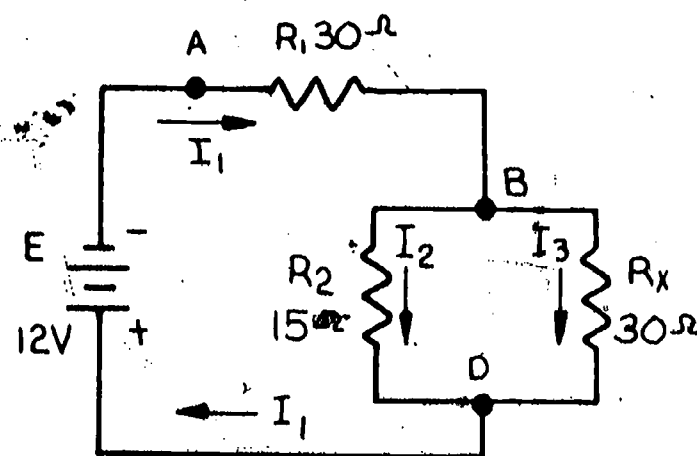 A
R₁ 30Ω
I₁
B
E
-
I₂
I₃
R₂
Rx
15Ω
30Ω
12V
+
D
I₁